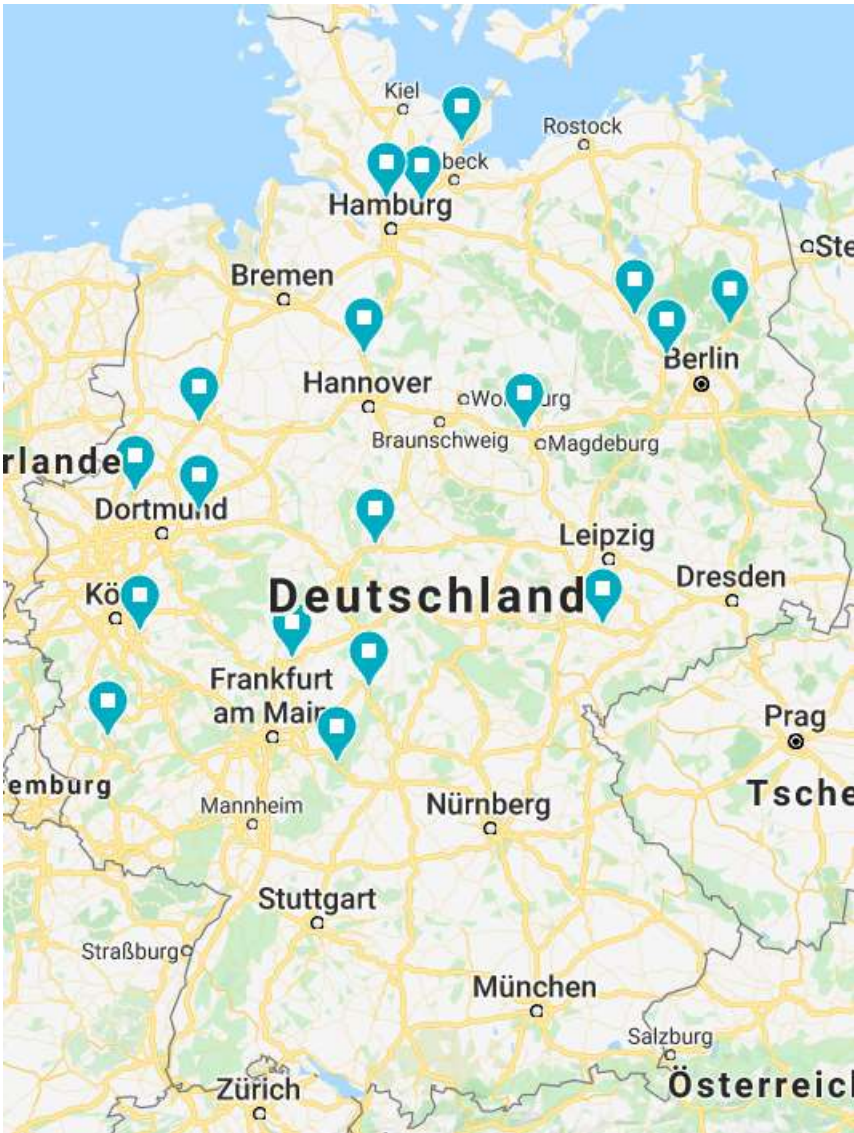 Kiel
Rostock
beck
Hamburg
Ste
Bremen
Berlin
Hannover
Wo
urg
Braunschweig
Magdeburg
rlande
Dortmund
Leipzig
Dresden
Kö
Deutschland
Frankfurt
am Main
Prag
emburg
Tsche
Mannheim
Nürnberg
Stuttgart
Straßburg
München
Salzburg
Österreich
Zürich